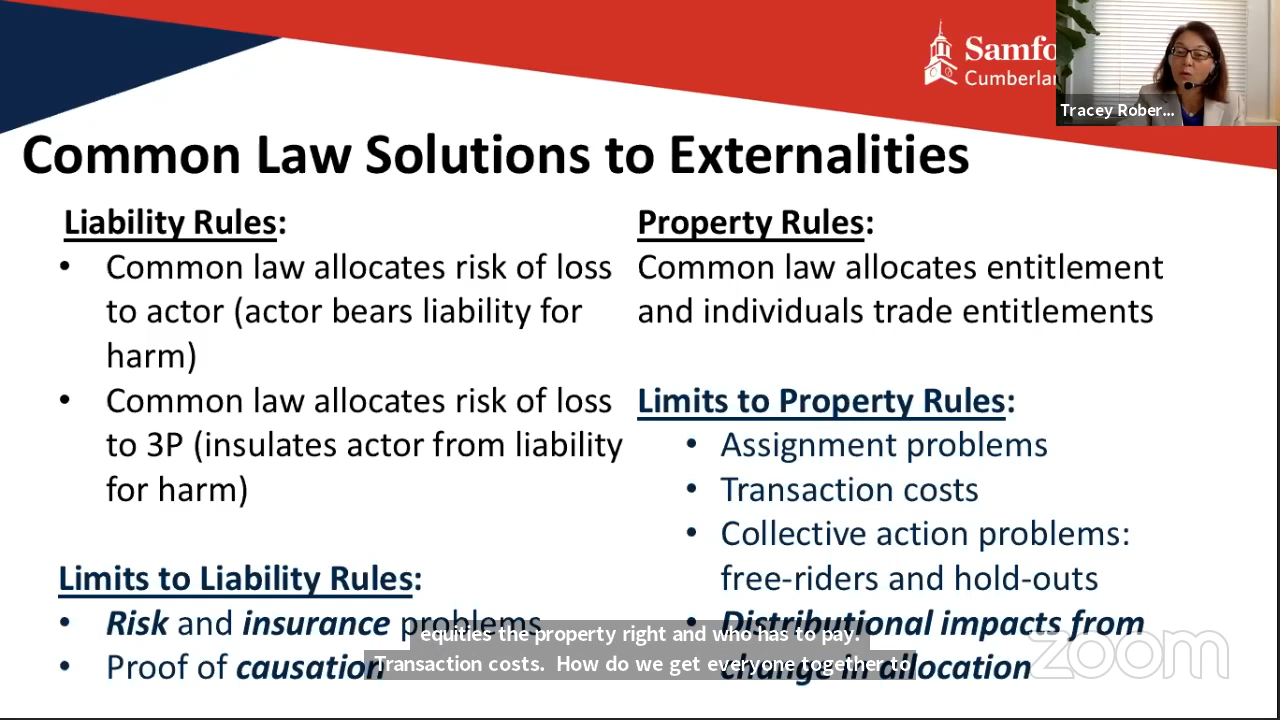 Samfo
Cumberlan
Tracey Rober...
Common Law Solutions to Externalities
Liability Rules:
• Common law allocates risk of loss
to actor (actor bears liability for
harm)
• Common law allocates risk of loss
to 3P (insulates actor from liability
for harm)
Limits to Liability Rules:
• Risk and insurance problems
• Proof of causation
Property Rules:
Common law allocates entitlement
and individuals trade entitlements
Limits to Property Rules:
• Assignment problems
• Transaction costs
• Collective action problems:
free-riders and hold-outs
• Distributional impacts from
change in allocation
equities the property right and who has to pay.
Transaction costs. How do we get everyone together to
zoom